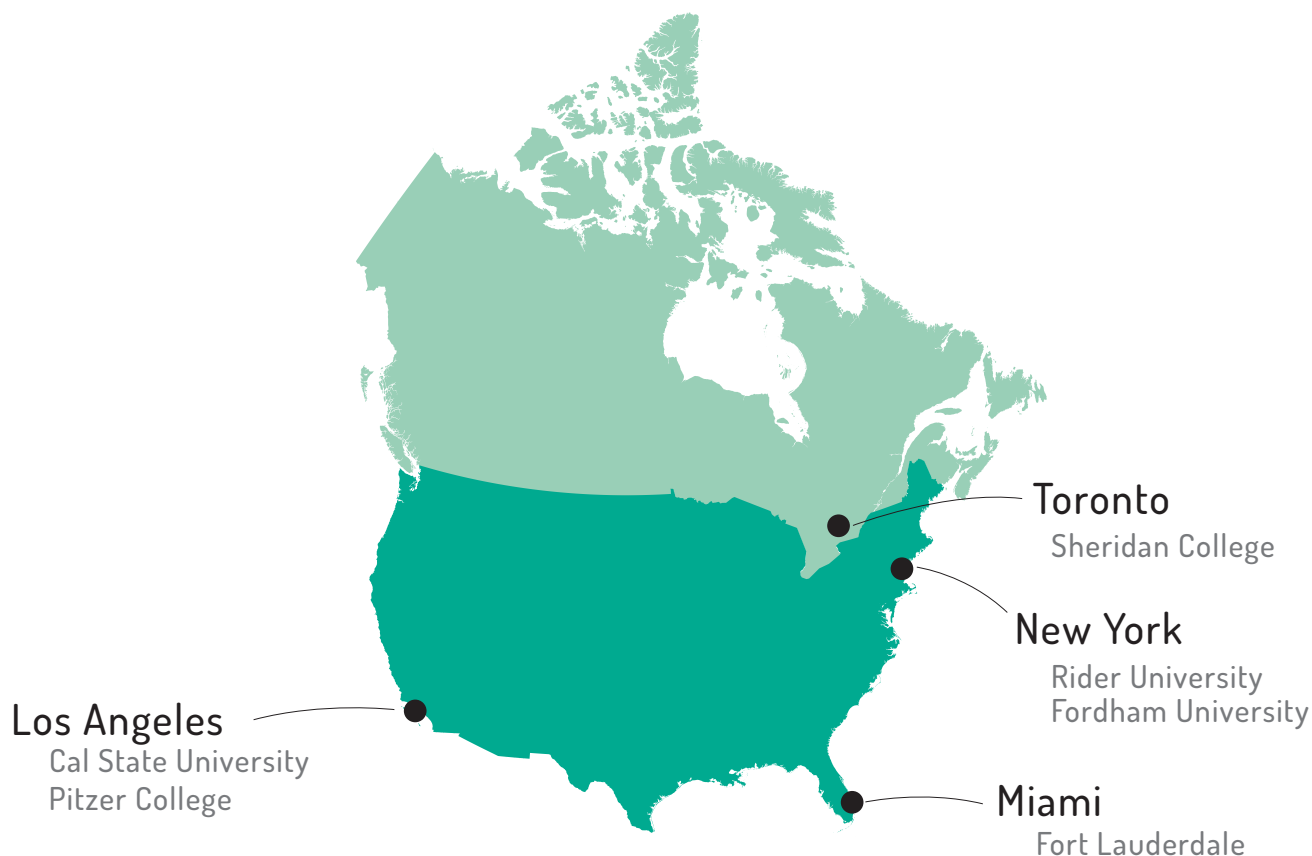 Toronto
Sheridan College
New York
Rider University
Fordham University
Los Angeles
Cal State University
Pitzer College
Miami
Fort Lauderdale